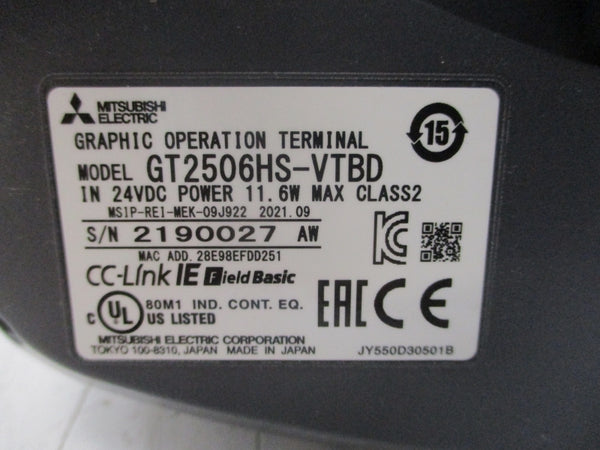 MITSUBISHI
ELECTRIC
15
GRAPHIC OPERATION TERMINAL
MODEL GT2506HS-VTBD
IN 24VDC POWER 11.6W MAX CLASS2
MSIP-REI-MEK-09J922 2021.09
S/N 2190027 AW
MAC ADD. 28E98EFDD251
CC-Link IE Field Basic
c UL US LISTED 80M1 IND. CONT. EQ.
EAC CE
MITSUBISHI ELECTRIC CORPORATION
TOKYO 100-8310, JAPAN MADE IN JAPAN
JY550D30501B